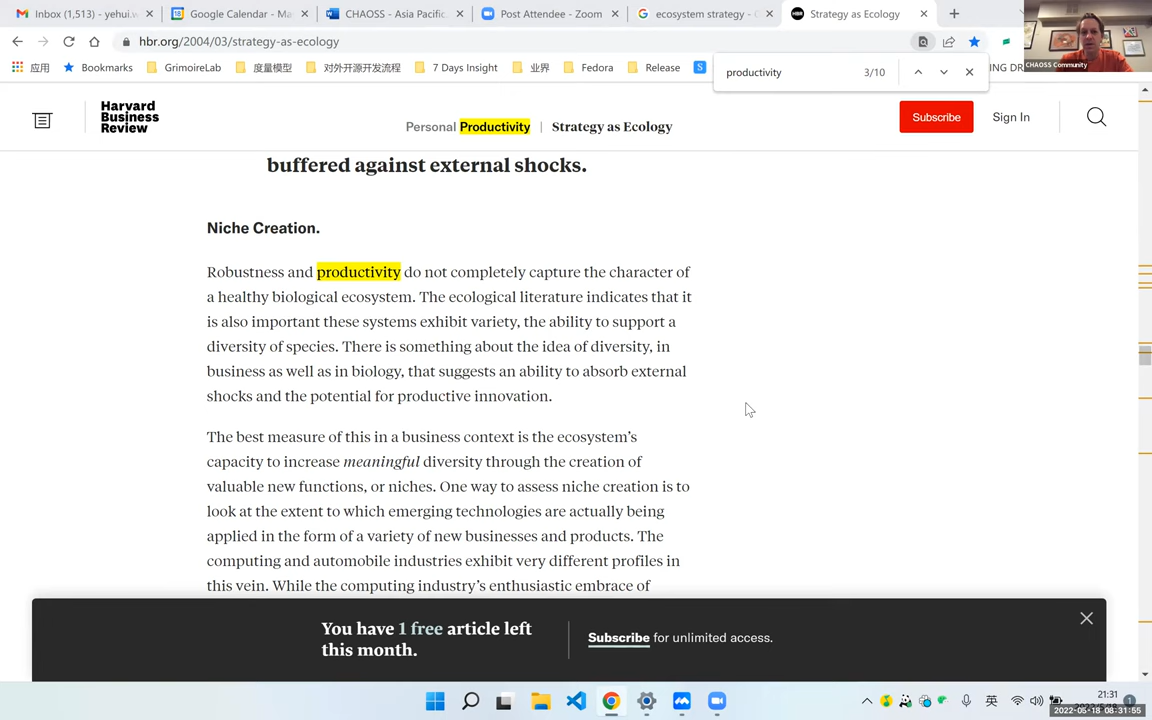 Inbox (1,513) - yehui.w
Google Calendar - Ma
CHAOSS - Asia Pacific
Post Attendee - Zoom
ecosystem strategy - G
Strategy as Ecology
hbr.org/2004/03/strategy-as-ecology
CHAOSS Community
应用
Bookmarks
GrimoireLab
度量模型
对外开源开发流程
7 Days Insight
业界
Fedora
Release
S
productivity
3/10
NG DR
Harvard
Business
Review
Personal Productivity | Strategy as Ecology
Subscribe
Sign In
buffered against external shocks.
Niche Creation.
Robustness and productivity do not completely capture the character of
a healthy biological ecosystem. The ecological literature indicates that it
is also important these systems exhibit variety, the ability to support a
diversity of species. There is something about the idea of diversity, in
business as well as in biology, that suggests an ability to absorb external
shocks and the potential for productive innovation.
The best measure of this in a business context is the ecosystem's
capacity to increase meaningful diversity through the creation of
valuable new functions, or niches. One way to assess niche creation is to
look at the extent to which emerging technologies are actually being
applied in the form of a variety of new businesses and products. The
computing and automobile industries exhibit very different profiles in
this vein. While the computing industry's enthusiastic embrace of
You have 1 free article left
this month.
Subscribe for unlimited access.
英
21:31
2022-05-18 08:31:55